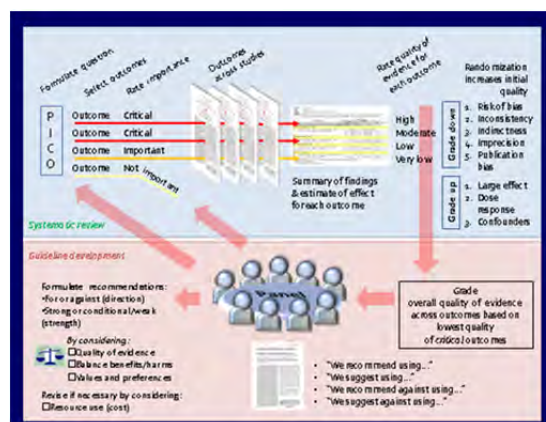 Formulate question
Select outcomes
Rate importance
Outcomes
across studies
Rate quality of
evidence for
each outcome
Randomization
increases initial
quality
P
I
C
O
Outcome Critical
Outcome Critical
Outcome Important
Outcome Not important
High
Moderate
Low
Very low
Summary of findings
& estimate of effect
for each outcome
Grade down
1. Risk of bias
2. Inconsistency
3. Indirectness
4. Imprecision
5. Publication
bias
Grade up
1. Large effect
2. Dose
response
3. Confounders
Systematic review
Guideline development
Formulate recommendations:
•For or against (direction)
•Strong or conditional/weak
(strength)
By considering:
☐Quality of evidence
☐Balance benefits/harms
☐Values and preferences
Revise if necessary by considering:
☐Resource use (cost)
Panel
Grade
overall quality of evidence
across outcomes based on
lowest quality
of critical outcomes
• "We recommend using…"
• "We suggest using…"
• "We recommend against using…"
• "We suggest against using…"